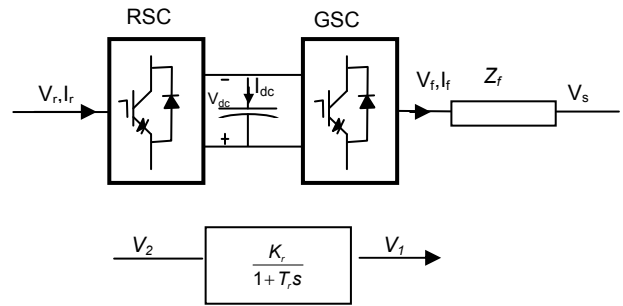 RSC
GSC
V_r,I_r
-
I_dc
V_dc
+
V_f,I_f
Z_f
V_s
V_2
K_r
1+T_r s
V_1